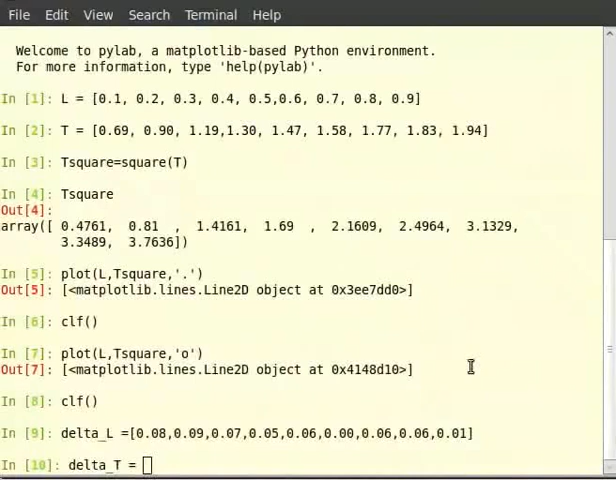 File Edit View Search Terminal Help
Welcome to pylab, a matplotlib-based Python environment.
For more information, type 'help(pylab)'.
In [1]: L = [0.1, 0.2, 0.3, 0.4, 0.5,0.6, 0.7, 0.8, 0.9]
In [2]: T = [0.69, 0.90, 1.19,1.30, 1.47, 1.58, 1.77, 1.83, 1.94]
In [3]: Tsquare=square(T)
In [4]: Tsquare
Out[4]:
array([ 0.4761, 0.81 , 1.4161, 1.69 , 2.1609, 2.4964, 3.1329,
3.3489, 3.7636])
In [5]: plot(L,Tsquare,'.')
Out[5]: [<matplotlib.lines.Line2D object at 0x3ee7dd0>]
In [6]: clf()
In [7]: plot(L,Tsquare,'o')
Out[7]: [<matplotlib.lines.Line2D object at 0x4148d10>]
In [8]: clf()
In [9]: delta_L =[0.08,0.09,0.07,0.05,0.06,0.00,0.06,0.06,0.01]
In [10]: delta_T =